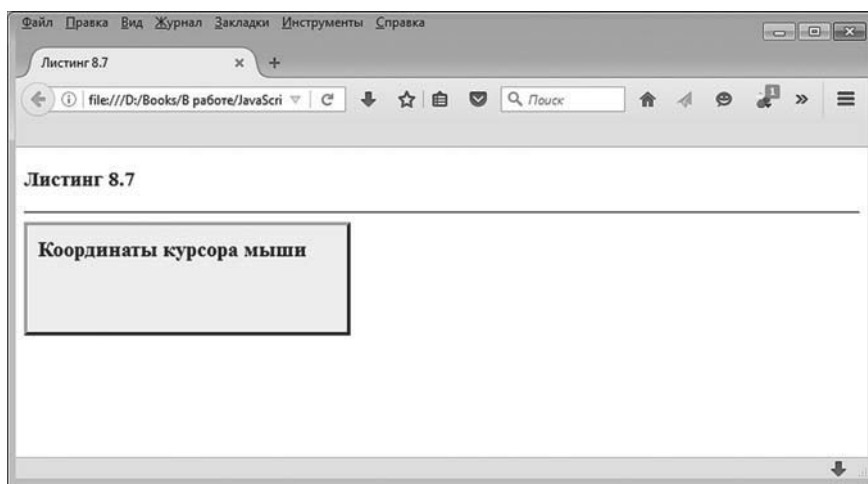 Файл Правка Вид Журнал Закладки Инструменты Справка
Листинг 8.7
file:///D:/Books/В работе/JavaScri
Поиск
1
Листинг 8.7
Координаты курсора мыши